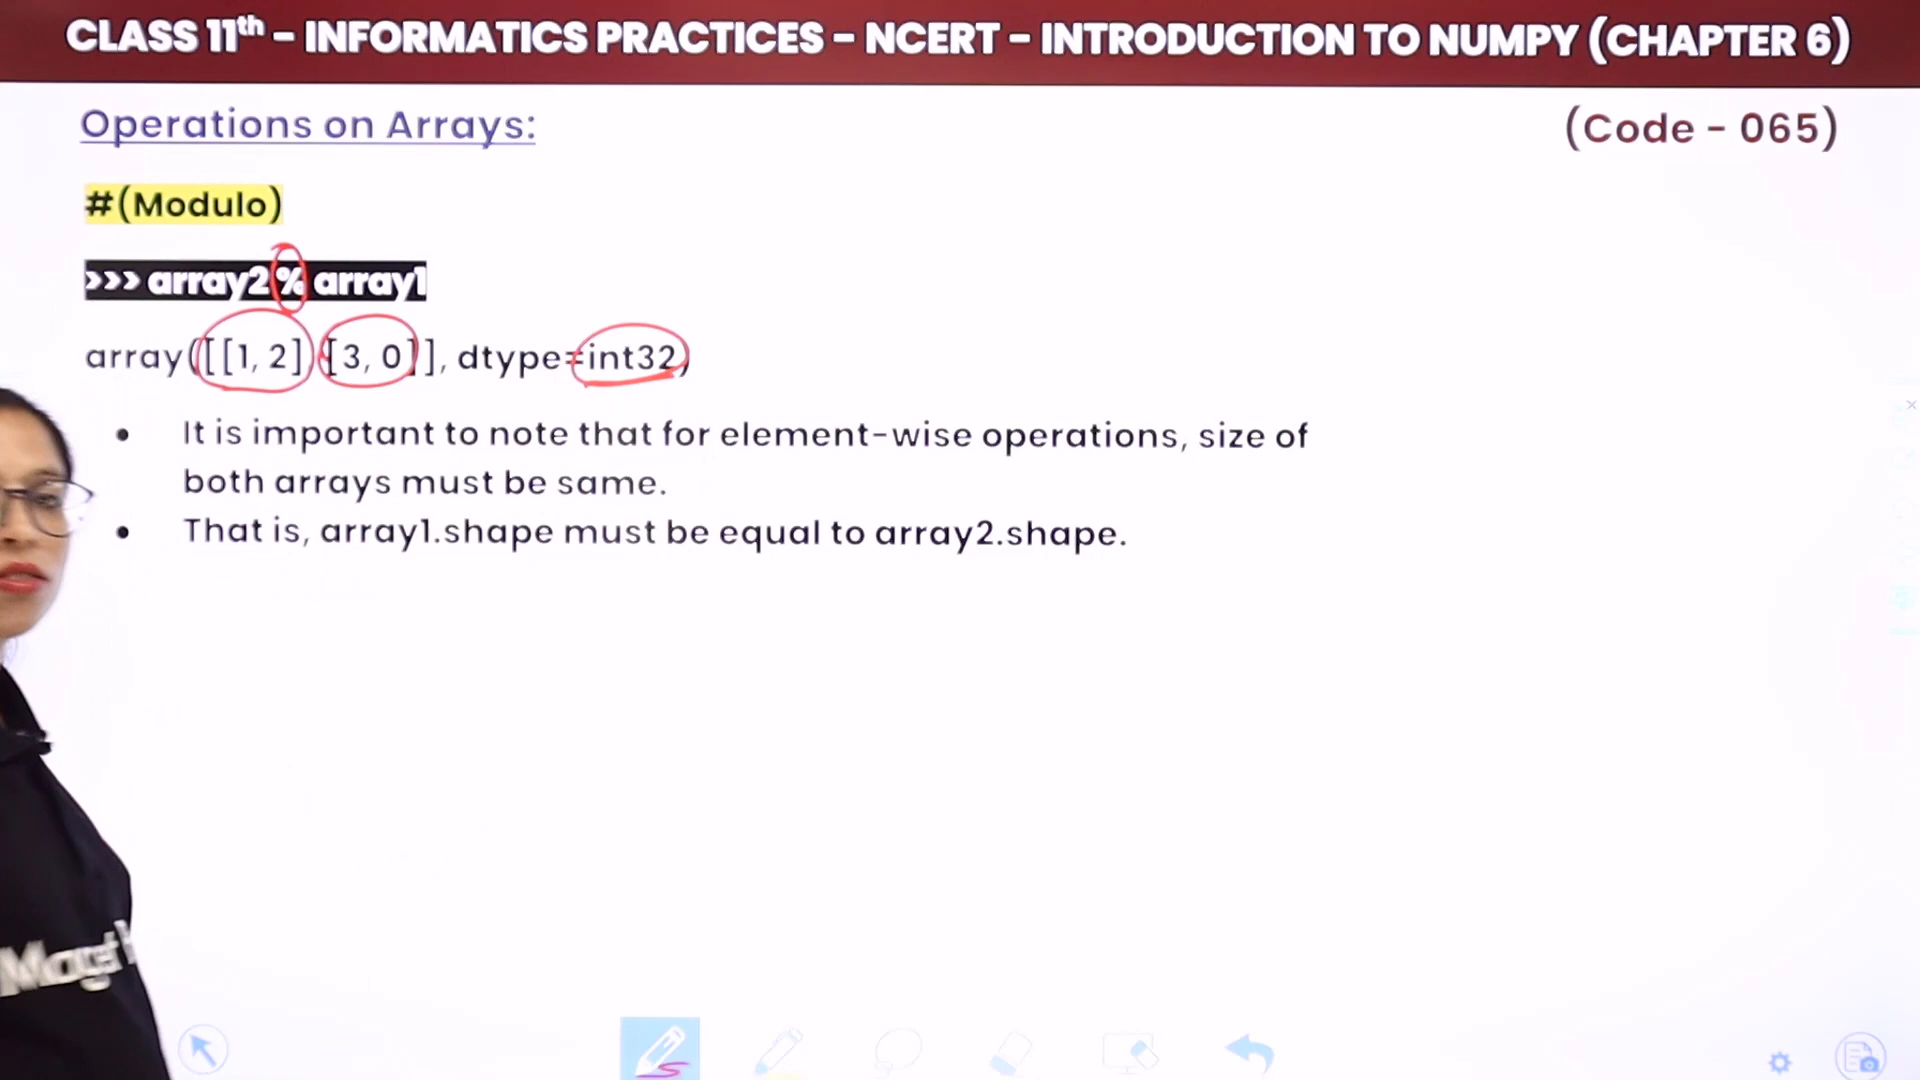 CLASS 11th – INFORMATICS PRACTICES – NCERT – INTRODUCTION TO NUMPY (CHAPTER 6)
Operations on Arrays:
(Code - 065)
#(Modulo)
>>> array2 % array1
array([[1, 2], [3, 0]], dtype=int32)
• It is important to note that for element-wise operations, size of
both arrays must be same.
• That is, array1.shape must be equal to array2.shape.